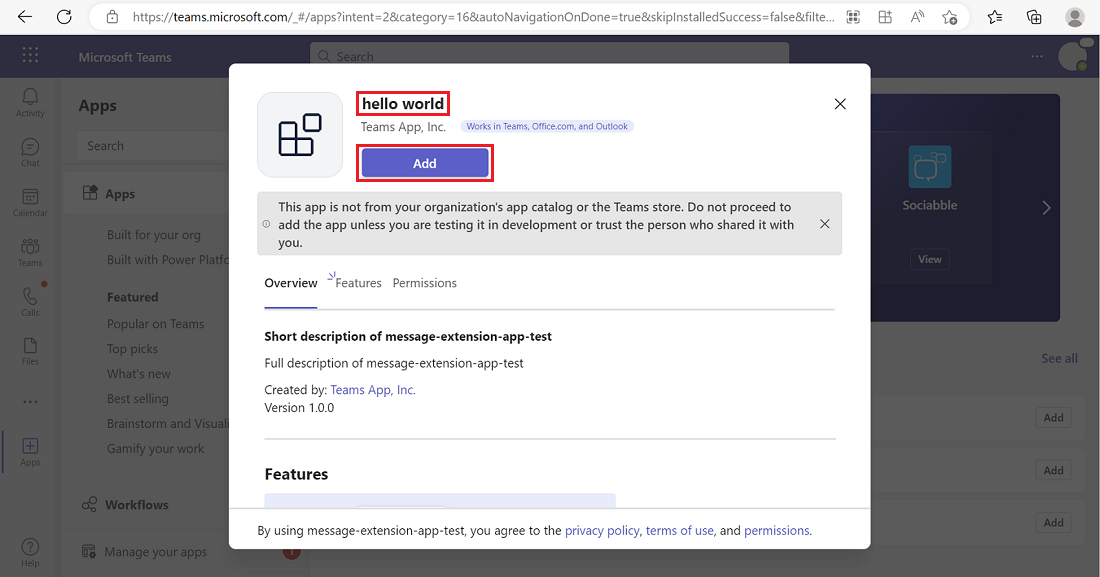 https://teams.microsoft.com/_#/apps?intent=2&category=16&autoNavigationOnDone=true&skipInstalledSuccess=false&filte...
Microsoft Teams
Search
Activity
Chat
Calendar
Teams
Calls
Files
Apps
Help
Apps
Search
Apps
Built for your org
Built with Power Platfo
Featured
Popular on Teams
Top picks
What's new
Best selling
Brainstorm and Visuali
Gamify your work
Workflows
Manage your apps
1
hello world
Teams App, Inc.
Works in Teams, Office.com, and Outlook
Add
This app is not from your organization's app catalog or the Teams store. Do not proceed to
add the app unless you are testing it in development or trust the person who shared it with
you.
Overview
Features
Permissions
Short description of message-extension-app-test
Full description of message-extension-app-test
Created by: Teams App, Inc.
Version 1.0.0
Features
By using message-extension-app-test, you agree to the privacy policy, terms of use, and permissions.
Sociabble
View
See all
Add
Add
Add